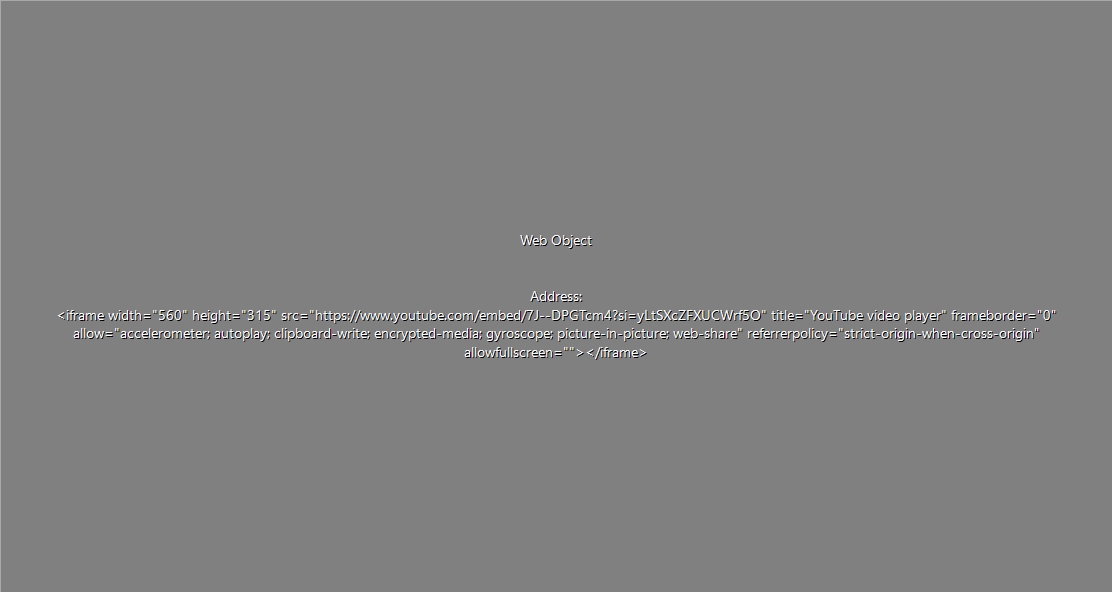 Web Object
Address:
<iframe width="560" height="315" src="https://www.youtube.com/embed/7J--DPGTcm4?si=yLtSXcZFXUCWrf5O" title="YouTube video player" frameborder="0"
allow="accelerometer; autoplay; clipboard-write; encrypted-media; gyroscope; picture-in-picture; web-share" referrerpolicy="strict-origin-when-cross-origin"
allowfullscreen=""></iframe>